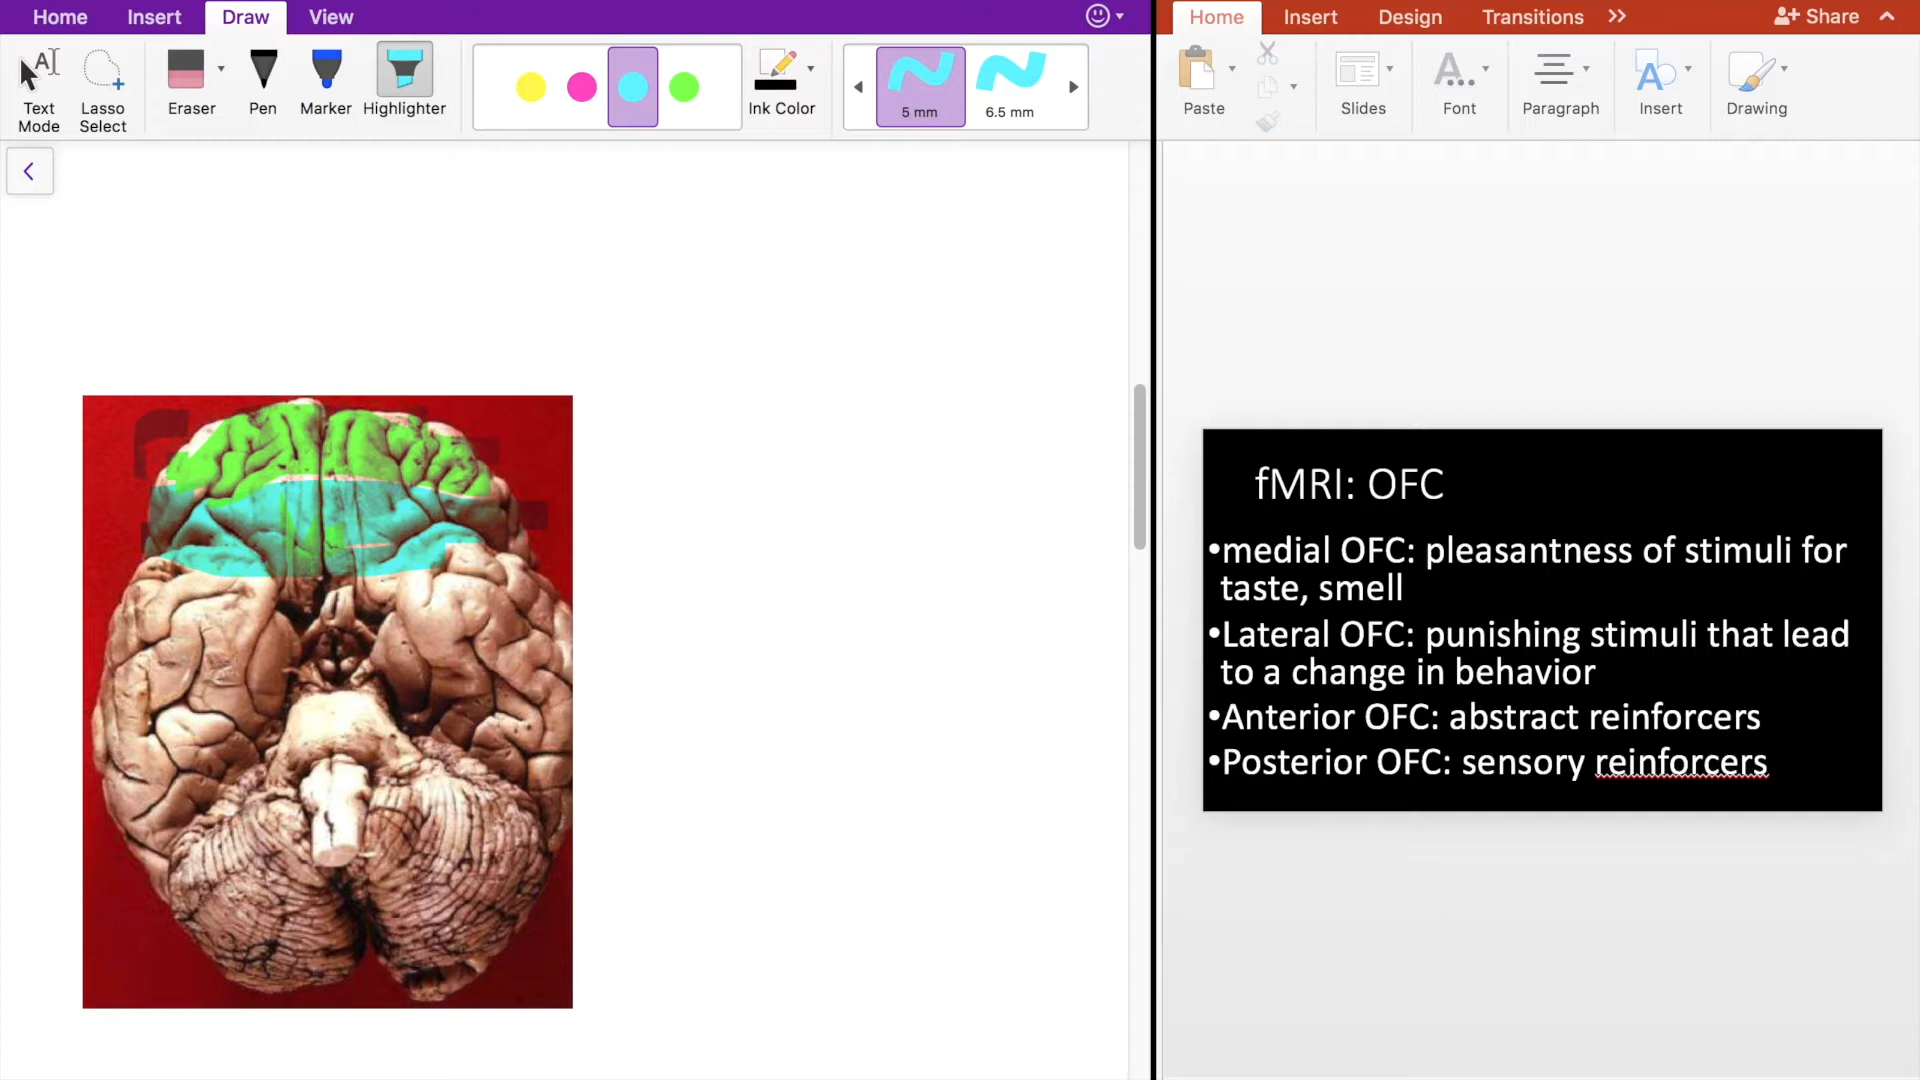 Home Insert Draw View
Text Mode
Lasso Select
Eraser
Pen
Marker
Highlighter
Ink Color
5 mm
6.5 mm
Home Insert Design Transitions >> Share
Paste
Slides
Font
Paragraph
Insert
Drawing
fMRI: OFC
•medial OFC: pleasantness of stimuli for
taste, smell
•Lateral OFC: punishing stimuli that lead
to a change in behavior
•Anterior OFC: abstract reinforcers
•Posterior OFC: sensory reinforcers